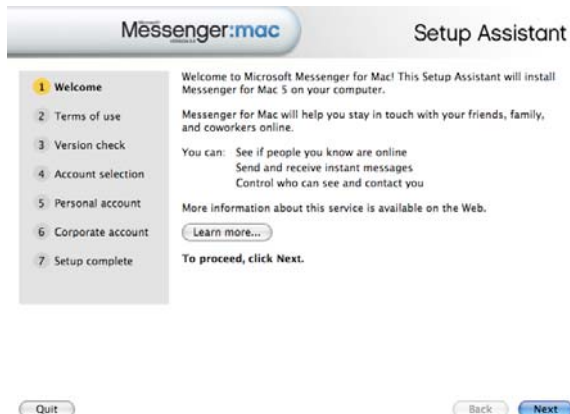 Microsoft
Messenger:mac
Setup Assistant
1 Welcome
2 Terms of use
3 Version check
4 Account selection
5 Personal account
6 Corporate account
7 Setup complete
Welcome to Microsoft Messenger for Mac! This Setup Assistant will install
Messenger for Mac 5 on your computer.
Messenger for Mac will help you stay in touch with your friends, family,
and coworkers online.
You can: See if people you know are online
Send and receive instant messages
Control who can see and contact you
More information about this service is available on the Web.
Learn more...
To proceed, click Next.
Quit
Back
Next